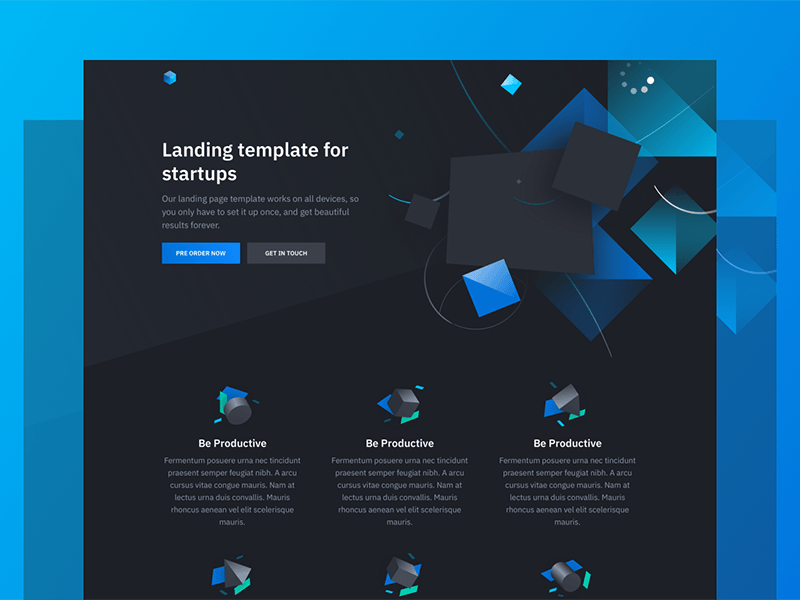 Landing template for
startups
Our landing page template works on all devices, so
you only have to set it up once, and get beautiful
results forever.
PRE ORDER NOW GET IN TOUCH
Be Productive
Fermentum posuere urna nec tincidunt
praesent semper feugiat nibh. A arcu
cursus vitae congue mauris. Nam at
lectus urna duis convallis. Mauris
rhoncus aenean vel elit scelerisque
mauris.
Be Productive
Fermentum posuere urna nec tincidunt
praesent semper feugiat nibh. A arcu
cursus vitae congue mauris. Nam at
lectus urna duis convallis. Mauris
rhoncus aenean vel elit scelerisque
mauris.
Be Productive
Fermentum posuere urna nec tincidunt
praesent semper feugiat nibh. A arcu
cursus vitae congue mauris. Nam at
lectus urna duis convallis. Mauris
rhoncus aenean vel elit scelerisque
mauris.